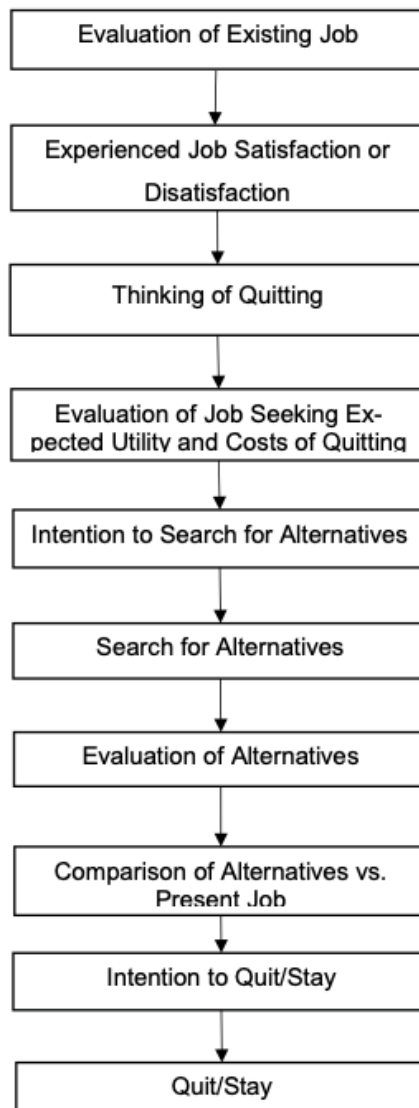 Evaluation of Existing Job
Experienced Job Satisfaction or
Disatisfaction
Thinking of Quitting
Evaluation of Job Seeking Ex-
pected Utility and Costs of Quitting
Intention to Search for Alternatives
Search for Alternatives
Evaluation of Alternatives
Comparison of Alternatives vs.
Present Job
Intention to Quit/Stay
Quit/Stay